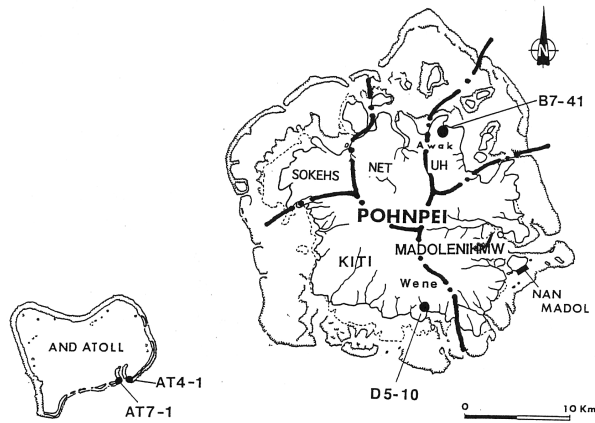 N
B7-41
Awak
SOKEHS
NET
UH
POHNPEI
KITI
MADOLENIHMW
Wene
NAN
MADOL
AND ATOLL
AT4-1
AT7-1
D5-10
0
10 Km